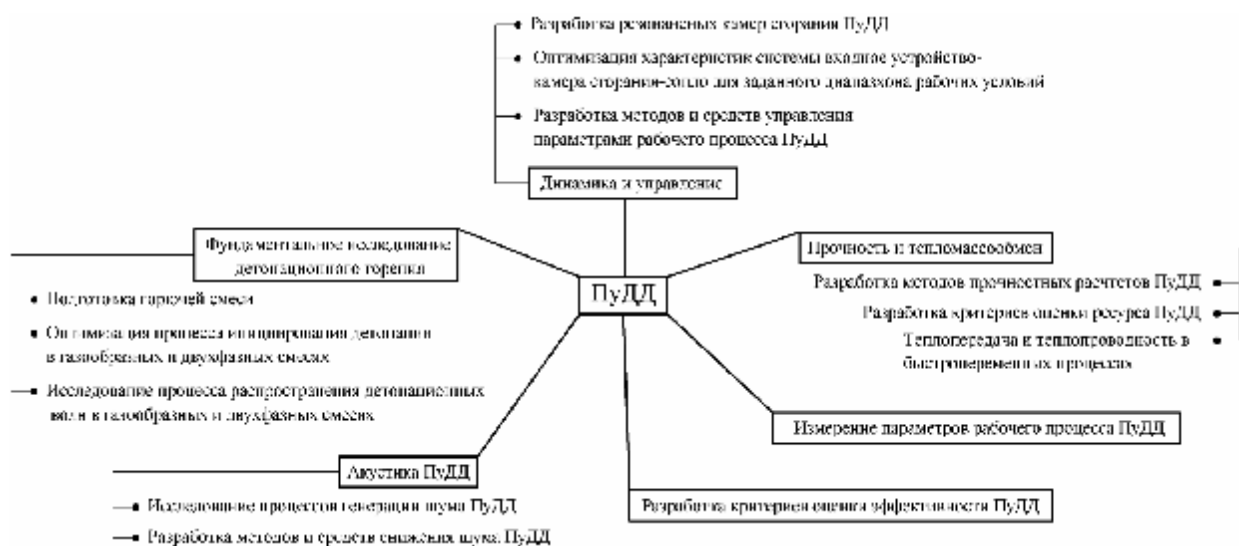 Разработка резонансных камер сгорания ПуДД
Оптимизация характеристик системы входное устройство-
камера сгорания-сопло для заданного диапазхона рабочих условий
Разработка методов и средств управления
параметрами рабочего процесса ПуДД
Динамика и управление
Фундаментальное исследование
детонационного горения
Подготовка горючей смеси
Оптимизация процесса инициирования детонации
в газообразных и двухфазных смесях
Исследование процесса распространения детонационных
волн в газообразных и двухфазных смесях
ПуДД
Прочность и тепломассообмен
Разработка методов прочностных расчтетов ПуДД
Разработка критериев оценки ресурса ПуДД
Теплопередача и теплопроводность в
быстропеременных процессах
Измерение параметров рабочего процесса ПуДД
Акустика ПуДД
Исследование процессов генерации шума ПуДД
Разработка методов и средств снижения шума ПуДД
Разработка критериев оценки эффективности ПуДД